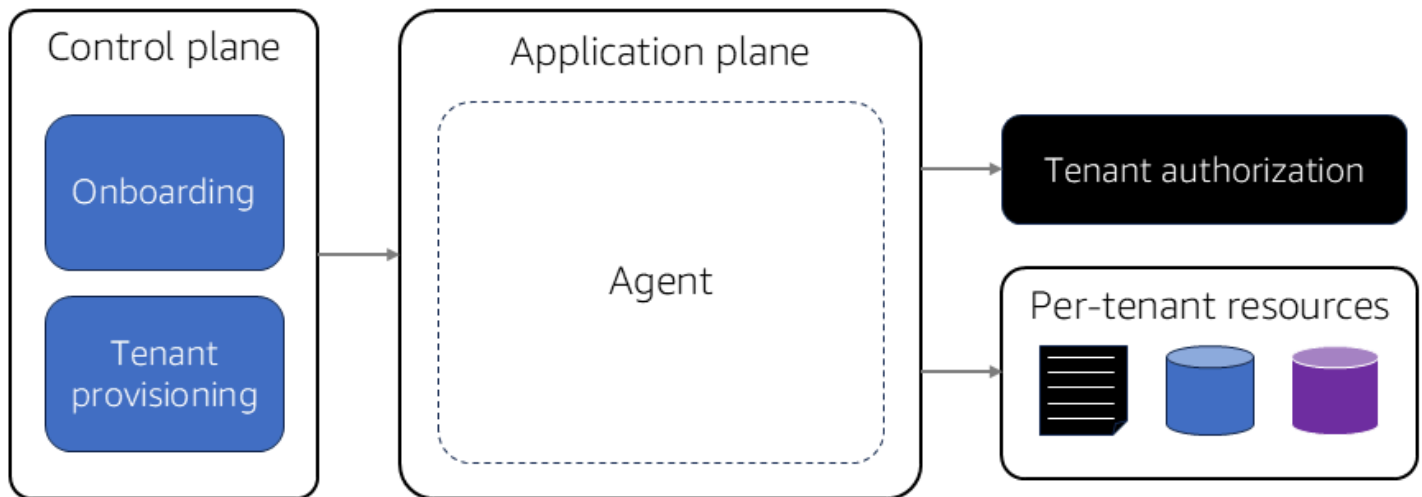 Control plane
Onboarding
Tenant
provisioning
Application plane
Agent
Tenant authorization
Per-tenant resources